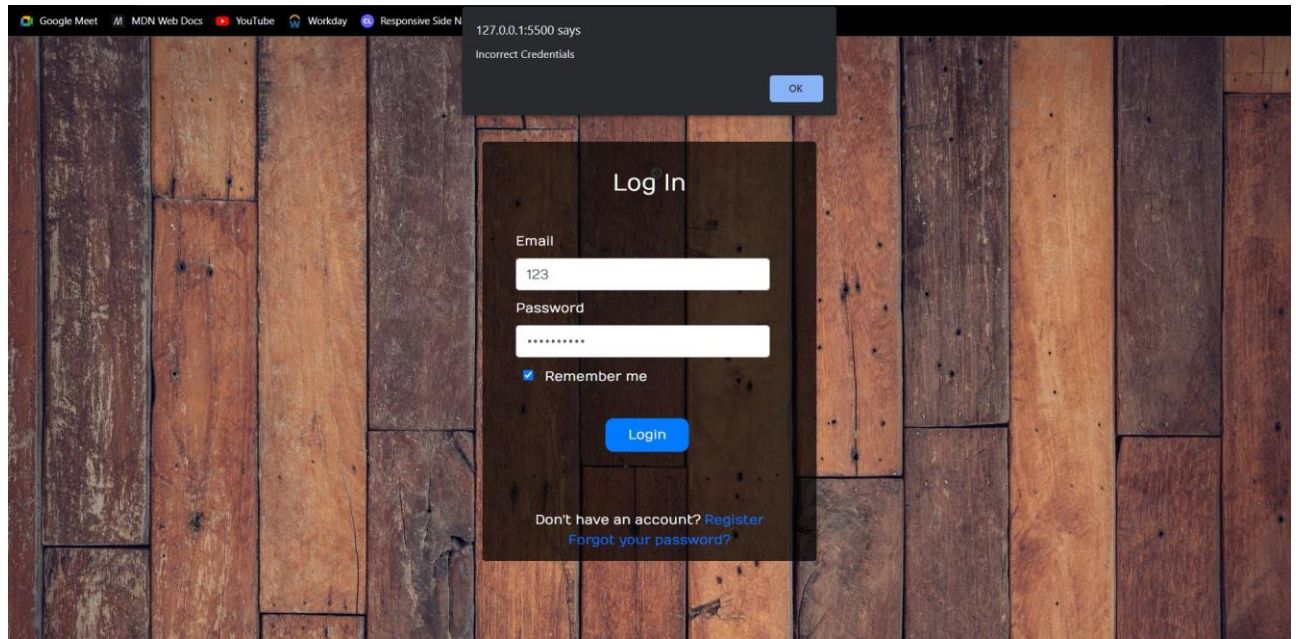 Google Meet MDN Web Docs YouTube Workday CL Responsive Side N
127.0.0.1:5500 says
Incorrect Credentials
OK
Log In
Email
123
Password
••••••••••
Remember me
Login
Don't have an account? Register
Forgot your password?